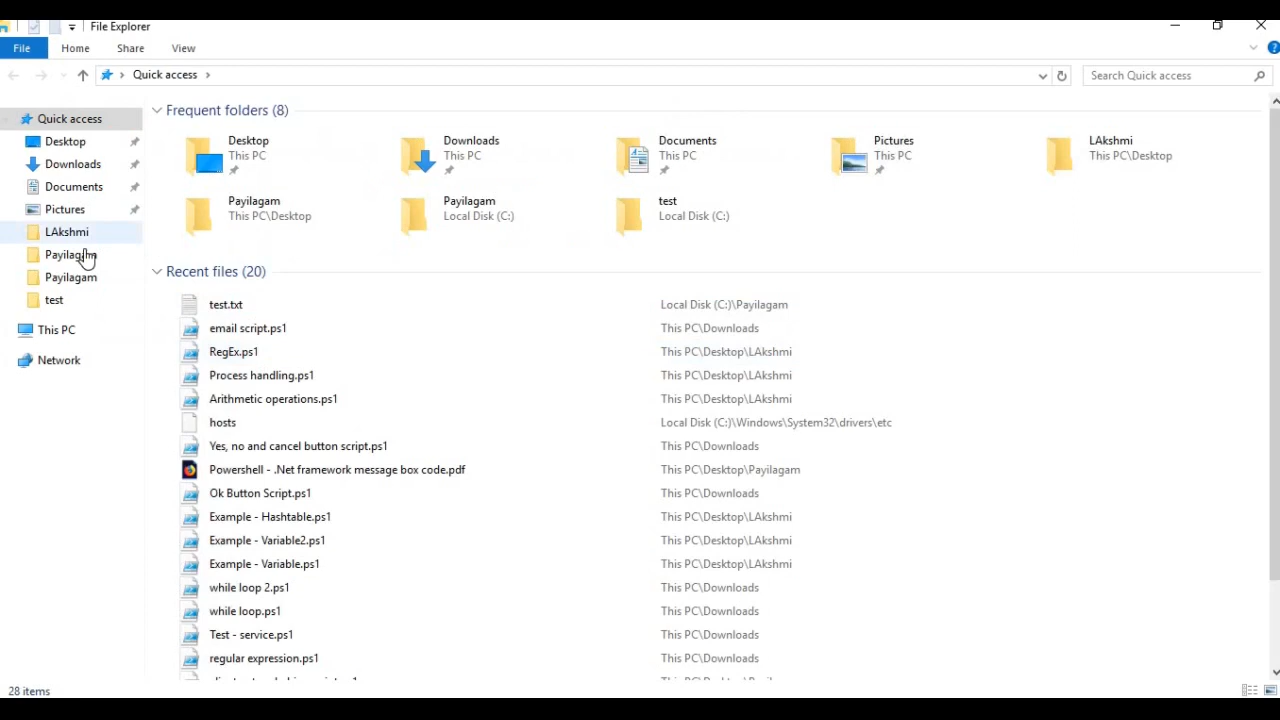 File Explorer
File Home Share View
Quick access
Search Quick access
Quick access
Desktop
Downloads
Documents
Pictures
LAkshmi
Payilagam
Payilagam
test
This PC
Network
Frequent folders (8)
Desktop
This PC
Downloads
This PC
Documents
This PC
Pictures
This PC
LAkshmi
This PC\Desktop
Payilagam
This PC\Desktop
Payilagam
Local Disk (C:)
test
Local Disk (C:)
Recent files (20)
test.txt Local Disk (C:)\Payilagam
email script.ps1 This PC\Downloads
RegEx.ps1 This PC\Desktop\LAkshmi
Process handling.ps1 This PC\Desktop\LAkshmi
Arithmetic operations.ps1 This PC\Desktop\LAkshmi
hosts Local Disk (C:)\Windows\System32\drivers\etc
Yes, no and cancel button script.ps1 This PC\Downloads
Powershell - .Net framework message box code.pdf This PC\Desktop\Payilagam
Ok Button Script.ps1 This PC\Downloads
Example - Hashtable.ps1 This PC\Desktop\LAkshmi
Example - Variable2.ps1 This PC\Desktop\LAkshmi
Example - Variable.ps1 This PC\Desktop\LAkshmi
while loop 2.ps1 This PC\Downloads
while loop.ps1 This PC\Downloads
Test - service.ps1 This PC\Downloads
regular expression.ps1 This PC\Downloads
28 items